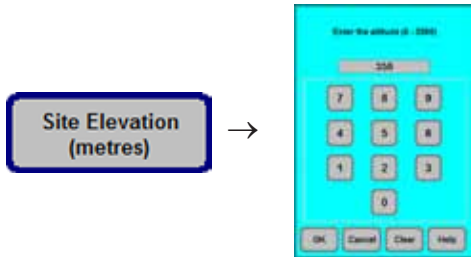 Site Elevation
(metres)
→
Enter the altitude (0 - 2000)
350
7 8 9
4 5 6
1 2 3
0
OK Cancel Clear Help